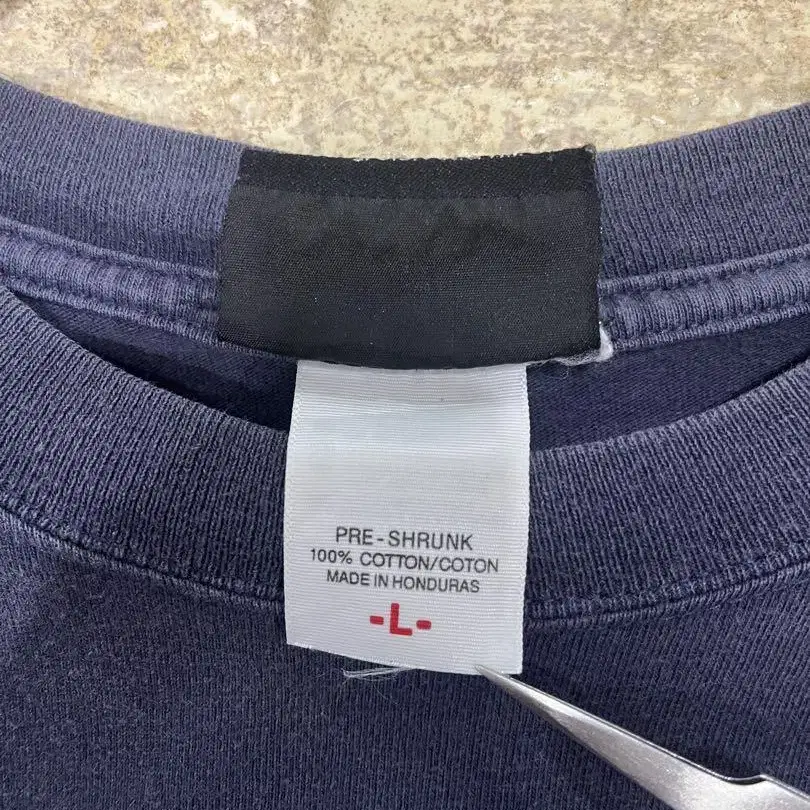 PRE-SHRUNK
100% COTTON/COTON
MADE IN HONDURAS
-L-